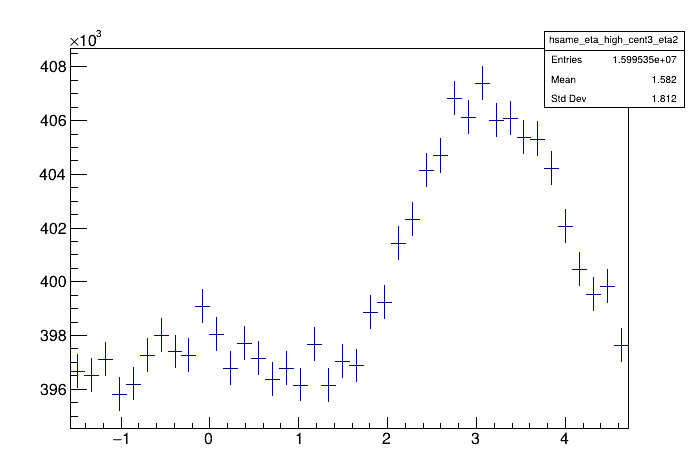 ×10³
hsame_eta_high_cent3_eta2
Entries 1.599535e+07
Mean 1.582
Std Dev 1.812
408
406
404
402
400
398
396
−1 0 1 2 3 4